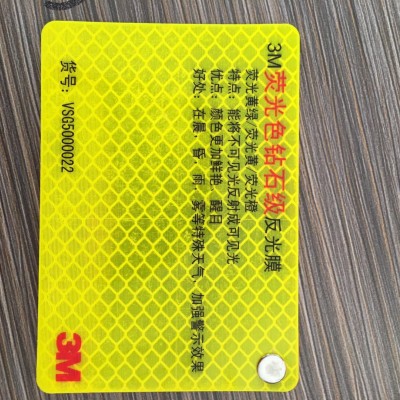 3M荧光色钻石级反光膜
荧光黄绿/荧光黄/荧光橙
特点：能将不可见光反射成可见光
优点：颜色更加鲜艳、醒目
好处：在晨、昏、雨、雾等特殊天气，加强警示效果
货号：VSG5000022
3M